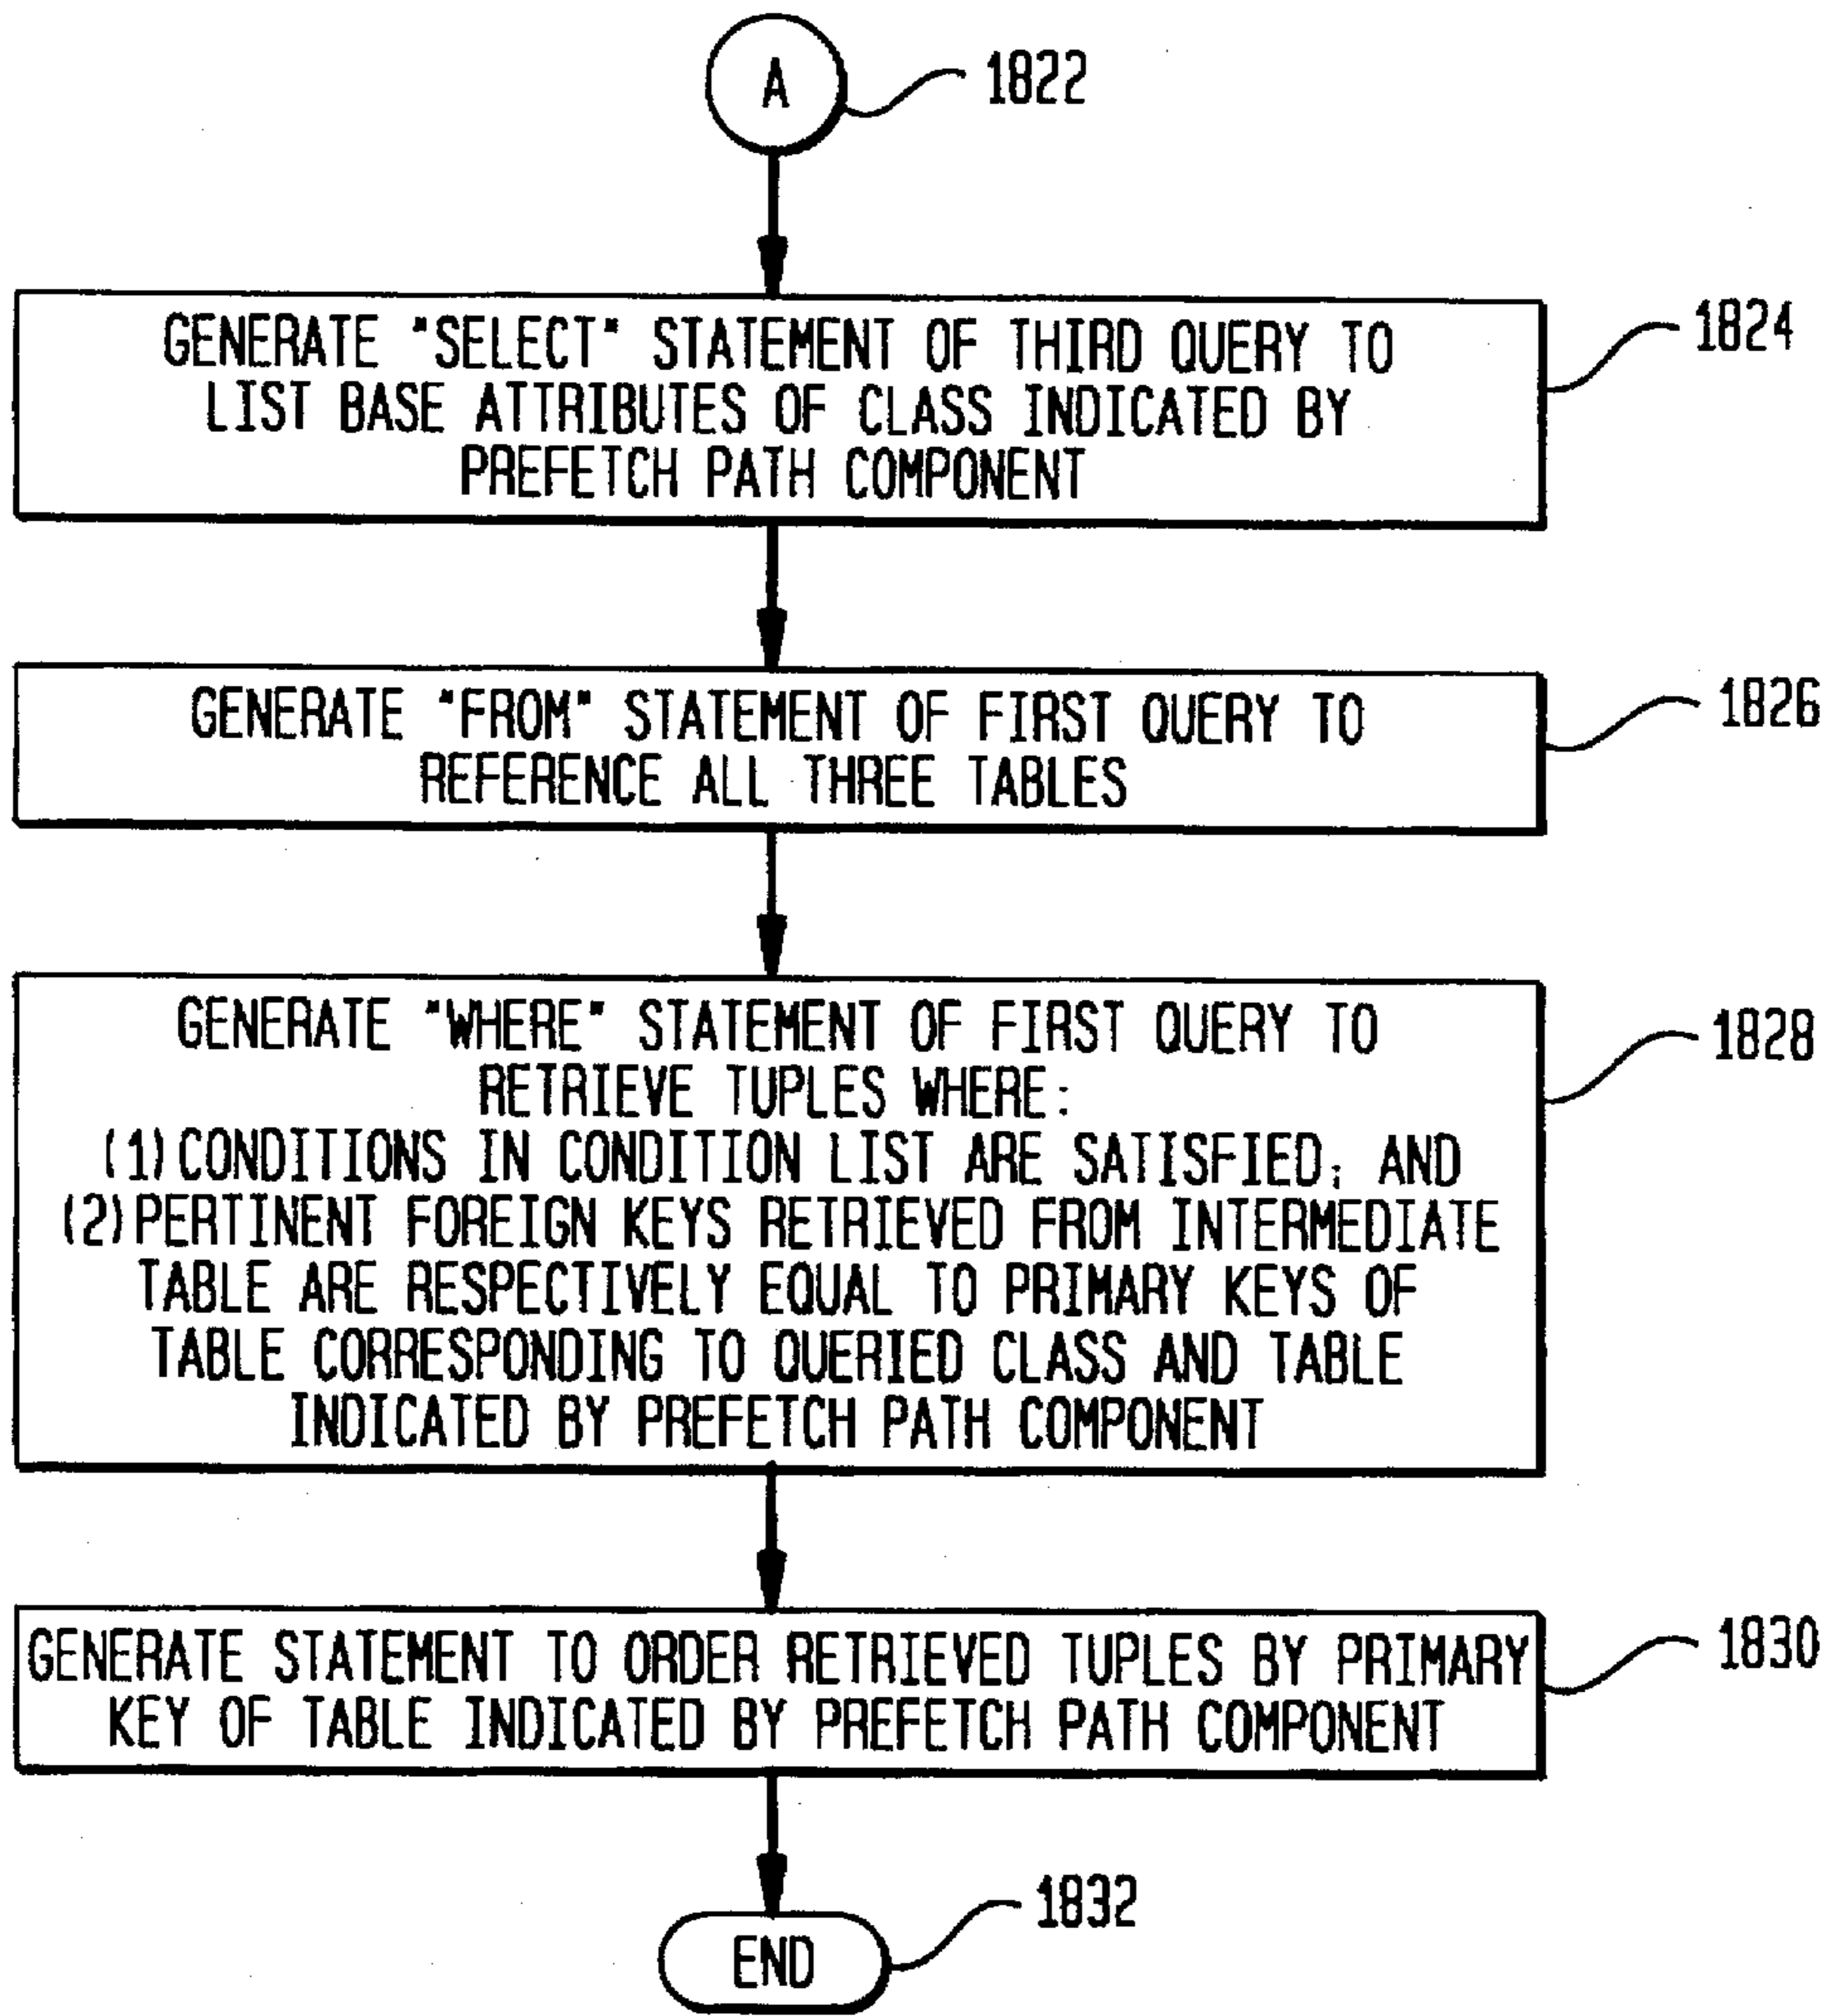 A
1822
GENERATE "SELECT" STATEMENT OF THIRD QUERY TO
LIST BASE ATTRIBUTES OF CLASS INDICATED BY
PREFETCH PATH COMPONENT
1824
GENERATE "FROM" STATEMENT OF FIRST QUERY TO
REFERENCE ALL THREE TABLES
1826
GENERATE "WHERE" STATEMENT OF FIRST QUERY TO
RETRIEVE TUPLES WHERE:
(1) CONDITIONS IN CONDITION LIST ARE SATISFIED; AND
(2) PERTINENT FOREIGN KEYS RETRIEVED FROM INTERMEDIATE
TABLE ARE RESPECTIVELY EQUAL TO PRIMARY KEYS OF
TABLE CORRESPONDING TO QUERIED CLASS AND TABLE
INDICATED BY PREFETCH PATH COMPONENT
1828
GENERATE STATEMENT TO ORDER RETRIEVED TUPLES BY PRIMARY
KEY OF TABLE INDICATED BY PREFETCH PATH COMPONENT
1830
END
1832